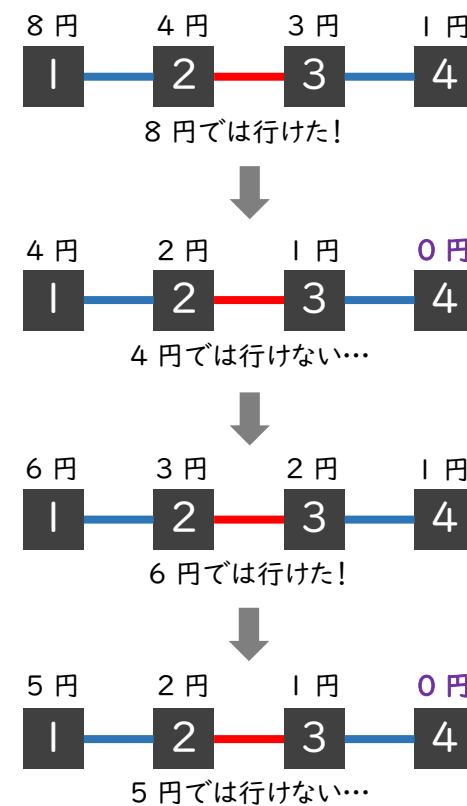 8 円 4 円 3 円 1 円
1 2 3 4
8 円では行けた!
4 円 2 円 1 円 0 円
1 2 3 4
4 円では行けない…
6 円 3 円 2 円 1 円
1 2 3 4
6 円では行けた!
5 円 2 円 1 円 0 円
1 2 3 4
5 円では行けない…